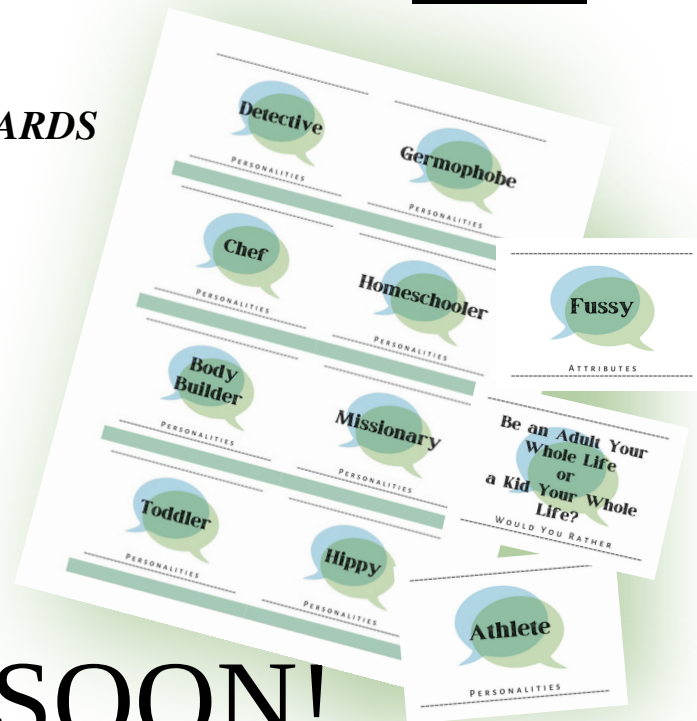 ARDS
Detective
PERSONALITIES
Germophobe
PERSONALITIES
Chef
PERSONALITIES
Homeschooler
PERSONALITIES
Body
Builder
PERSONALITIES
Missionary
PERSONALITIES
Toddler
PERSONALITIES
Hippy
PERSONALITIES
Fussy
ATTRIBUTES
Be an Adult Your
Whole Life
or
a Kid Your Whole
Life?
WOULD YOU RATHER
Athlete
PERSONALITIES
SOON!